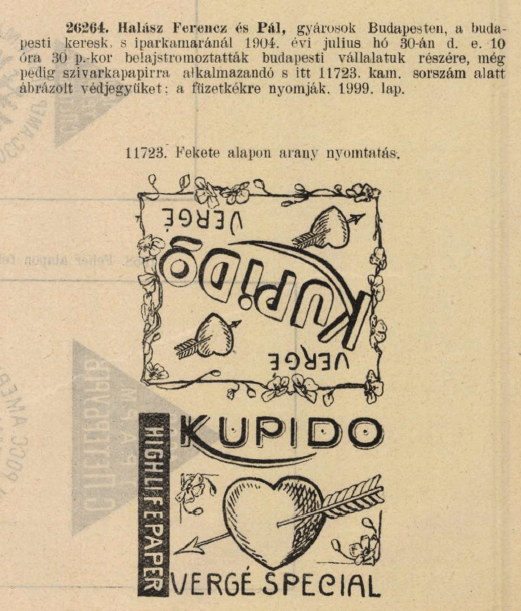 26264. Halász Ferencz és Pál, gyárosok Budapesten, a buda-
pesti keresk. s iparkamaránál 1904. évi julius hó 30-án d. e. 10
óra 30 p.-kor belajstromoztatták budapesti vállalatuk részére, még
pedig szivarkapapirra alkalmazandó s itt 11723. kam. sorszám alatt
ábrázolt védjegyüket; a füzetkékre nyomják. 1999. lap.
11723. Fekete alapon arany nyomtatás.
VERGÉ
KUPIDO
VERGÉ
KUPIDO
HIGHLIFEPAPER
VERGÉ SPECIAL